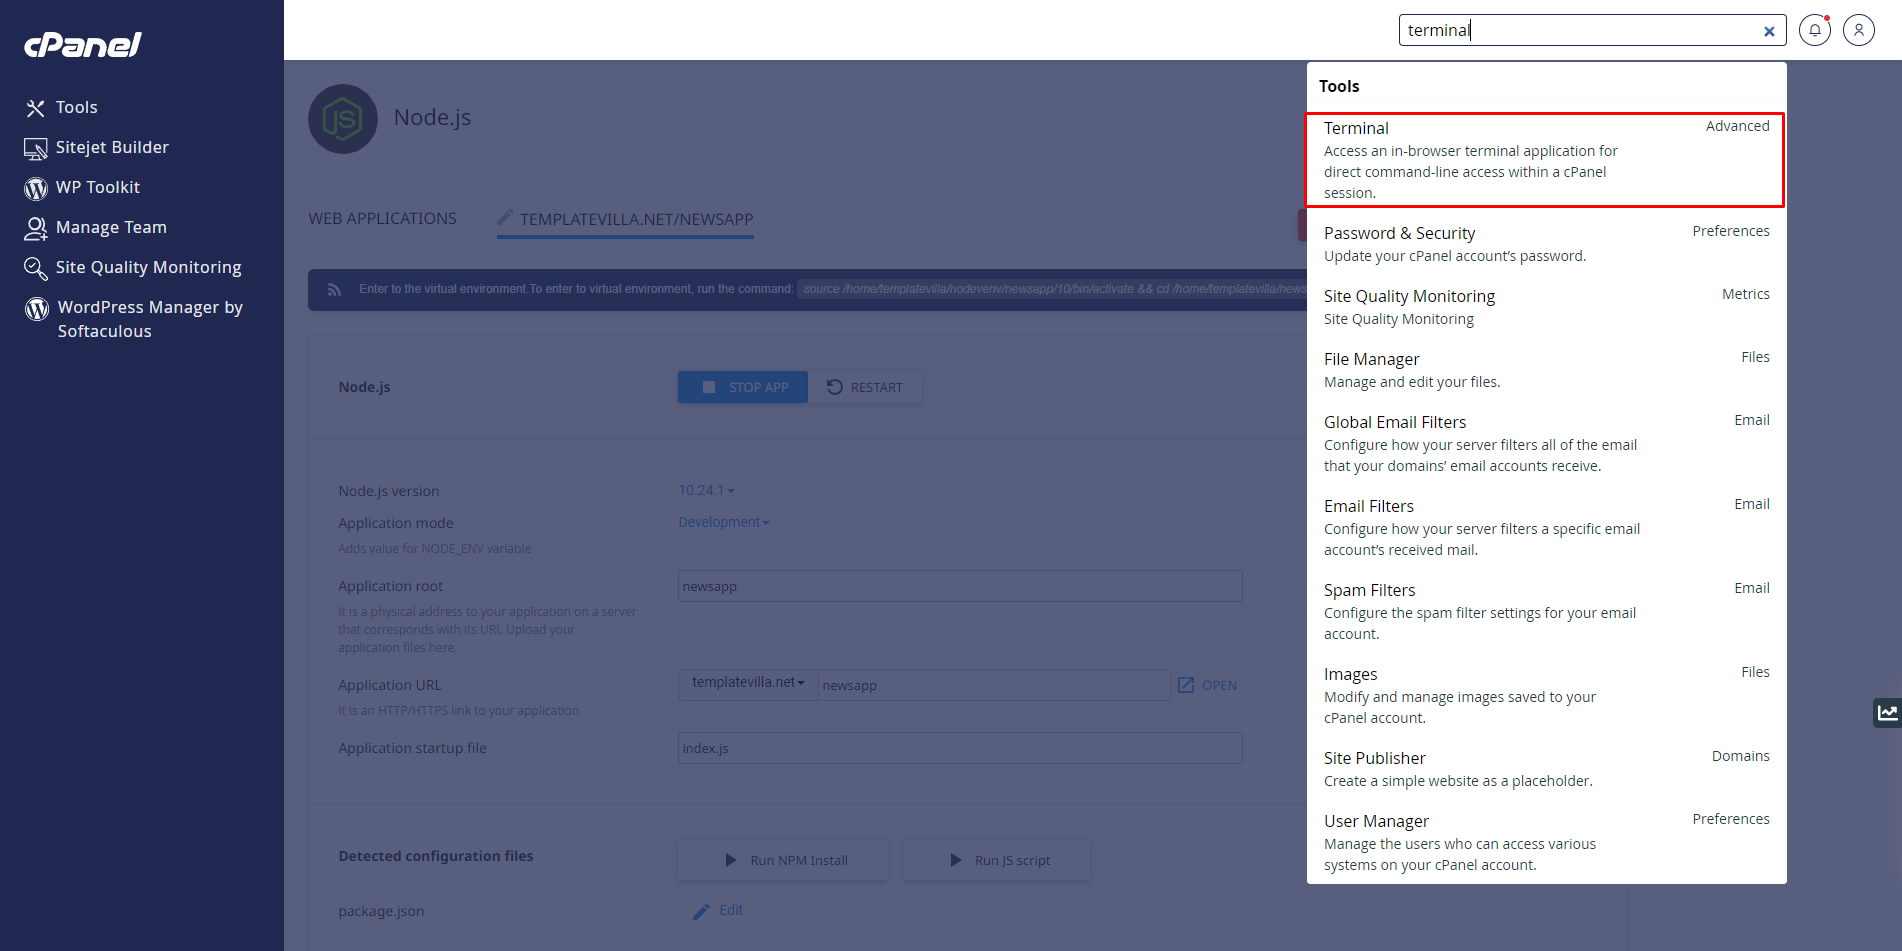 cPanel
Tools
Sitejet Builder
WP Toolkit
Manage Team
Site Quality Monitoring
WordPress Manager by
Softaculous
terminal
Node.js
WEB APPLICATIONS
TEMPLATEVILLA.NET/NEWSAPP
Enter to the virtual environment.To enter to virtual environment, run the command: source /home/templatevilla/nodevenv/newsapp/10/bin/activate && cd /home/templatevilla/news
Node.js
STOP APP
RESTART
Node.js version
10.24.1
Application mode
Development
Adds value for NODE_ENV variable
Application root
newsapp
It is a physical address to your application on a server
that corresponds with its URI. Upload your
application files here.
Application URL
templatevilla.net
newsapp
OPEN
It is an HTTP/HTTPS link to your application
Application startup file
index.js
Detected configuration files
Run NPM Install
Run JS script
package.json
Edit
Tools
Terminal
Advanced
Access an in-browser terminal application for
direct command-line access within a cPanel
session.
Password & Security
Preferences
Update your cPanel account’s password.
Site Quality Monitoring
Metrics
Site Quality Monitoring
File Manager
Files
Manage and edit your files.
Global Email Filters
Email
Configure how your server filters all of the email
that your domains’ email accounts receive.
Email Filters
Email
Configure how your server filters a specific email
account’s received mail.
Spam Filters
Email
Configure the spam filter settings for your email
account.
Images
Files
Modify and manage images saved to your
cPanel account.
Site Publisher
Domains
Create a simple website as a placeholder.
User Manager
Preferences
Manage the users who can access various
systems on your cPanel account.